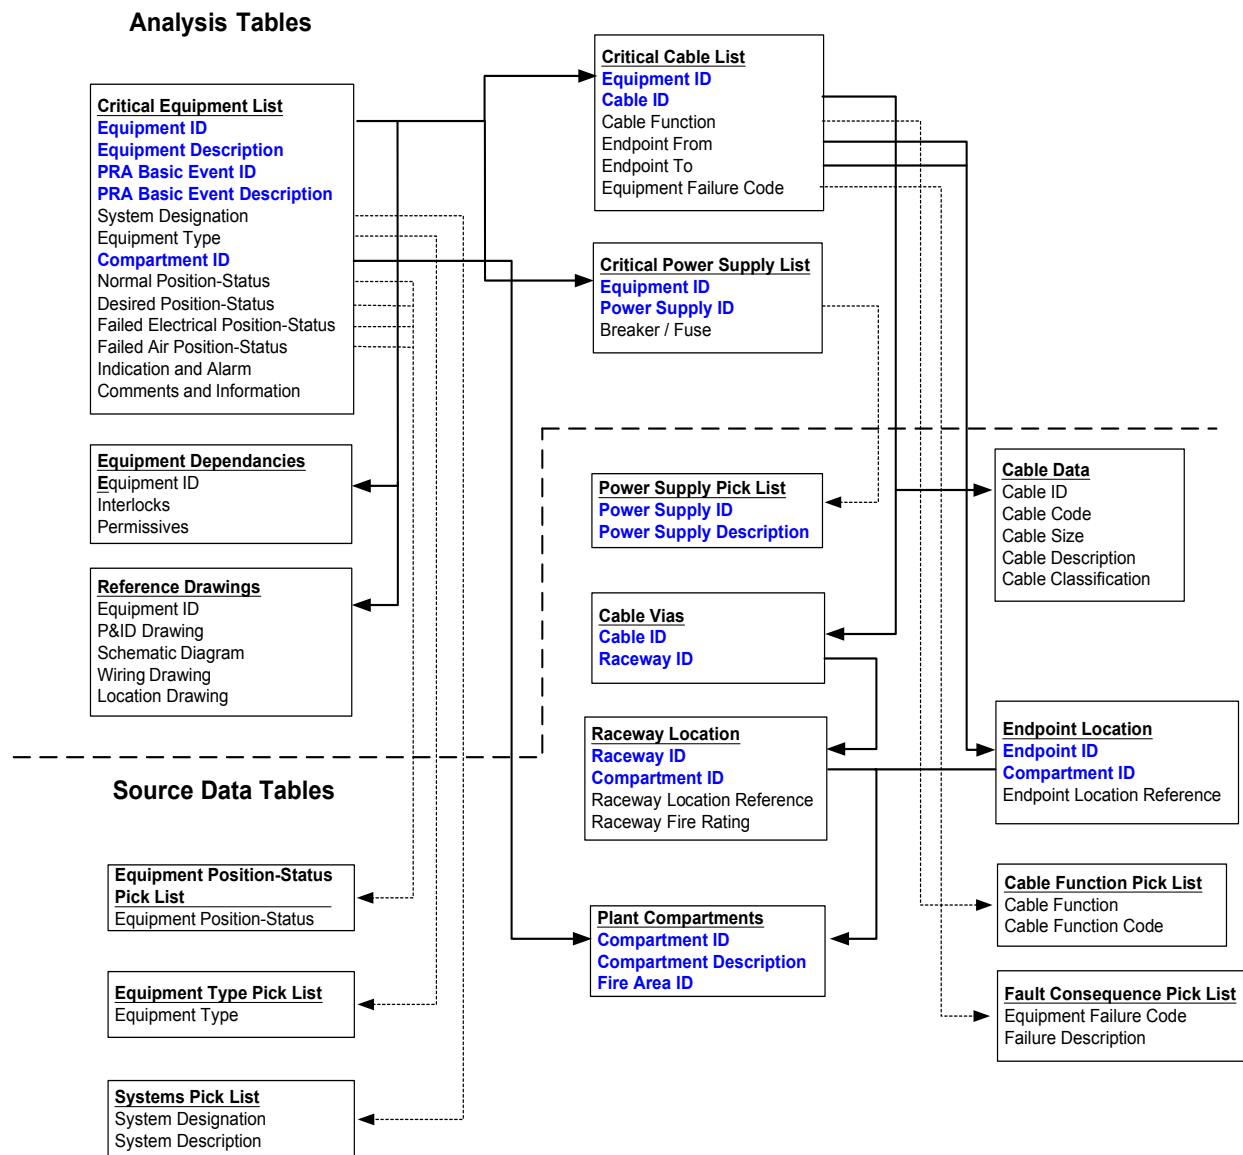 Analysis Tables
Critical Equipment List
Equipment ID
Equipment Description
PRA Basic Event ID
PRA Basic Event Description
System Designation
Equipment Type
Compartment ID
Normal Position-Status
Desired Position-Status
Failed Electrical Position-Status
Failed Air Position-Status
Indication and Alarm
Comments and Information
Critical Cable List
Equipment ID
Cable ID
Cable Function
Endpoint From
Endpoint To
Equipment Failure Code
Critical Power Supply List
Equipment ID
Power Supply ID
Breaker / Fuse
Equipment Dependancies
Equipment ID
Interlocks
Permissives
Reference Drawings
Equipment ID
P&ID Drawing
Schematic Diagram
Wiring Drawing
Location Drawing
Power Supply Pick List
Power Supply ID
Power Supply Description
Cable Data
Cable ID
Cable Code
Cable Size
Cable Description
Cable Classification
Cable Vias
Cable ID
Raceway ID
Raceway Location
Raceway ID
Compartment ID
Raceway Location Reference
Raceway Fire Rating
Endpoint Location
Endpoint ID
Compartment ID
Endpoint Location Reference
Source Data Tables
Equipment Position-Status
Pick List
Equipment Position-Status
Plant Compartments
Compartment ID
Compartment Description
Fire Area ID
Cable Function Pick List
Cable Function
Cable Function Code
Equipment Type Pick List
Equipment Type
Fault Consequence Pick List
Equipment Failure Code
Failure Description
Systems Pick List
System Designation
System Description